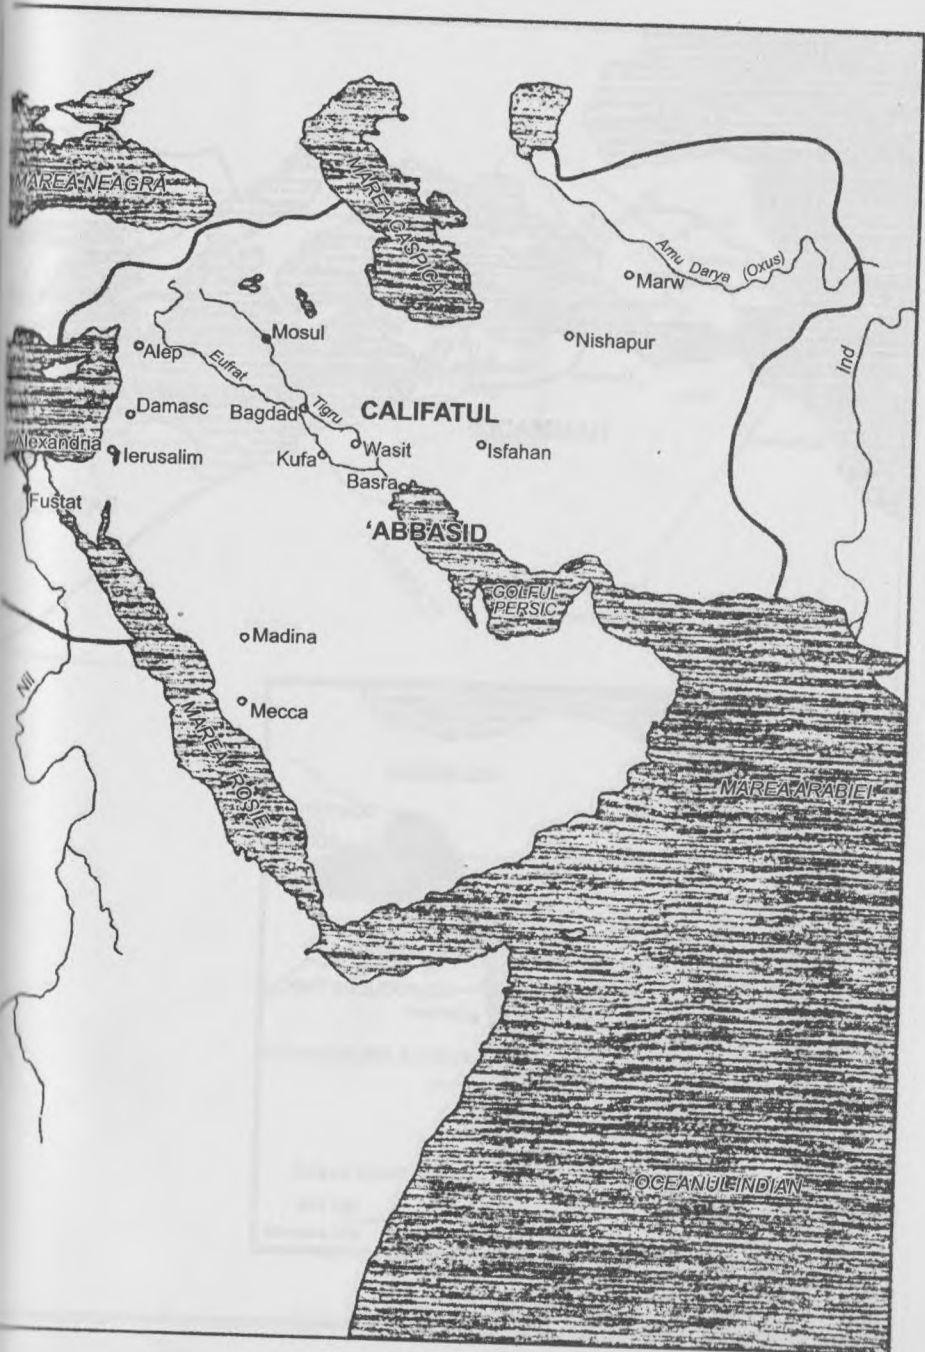 MAREA NEAGRĂ
MAREA CASPICĂ
Amu Darya (Oxus)
Marw
Mosul
Nishapur
Alep
Eufrat
Ind
Damasc
Bagdad
Tigru
CALIFATUL
Alexandria
Ierusalim
Kufa
Wasit
Isfahan
Basra
Fustat
'ABBASID
GOLFUL
PERSIC
Madina
Nil
Mecca
MAREA ROȘIE
MAREA ARABIEI
OCEANUL INDIAN